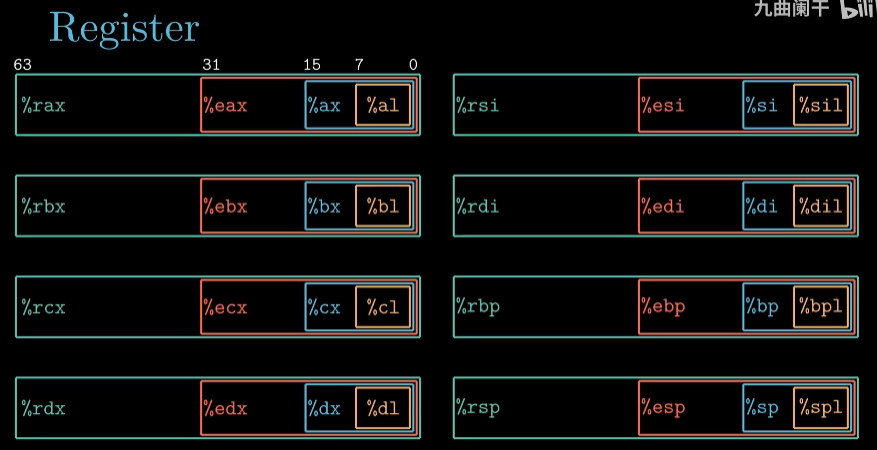 九曲阑干 bili
Register
63 31 15 7 0
%rax %eax %ax %al %rsi %esi %si %sil
%rbx %ebx %bx %bl %rdi %edi %di %dil
%rcx %ecx %cx %cl %rbp %ebp %bp %bpl
%rdx %edx %dx %dl %rsp %esp %sp %spl